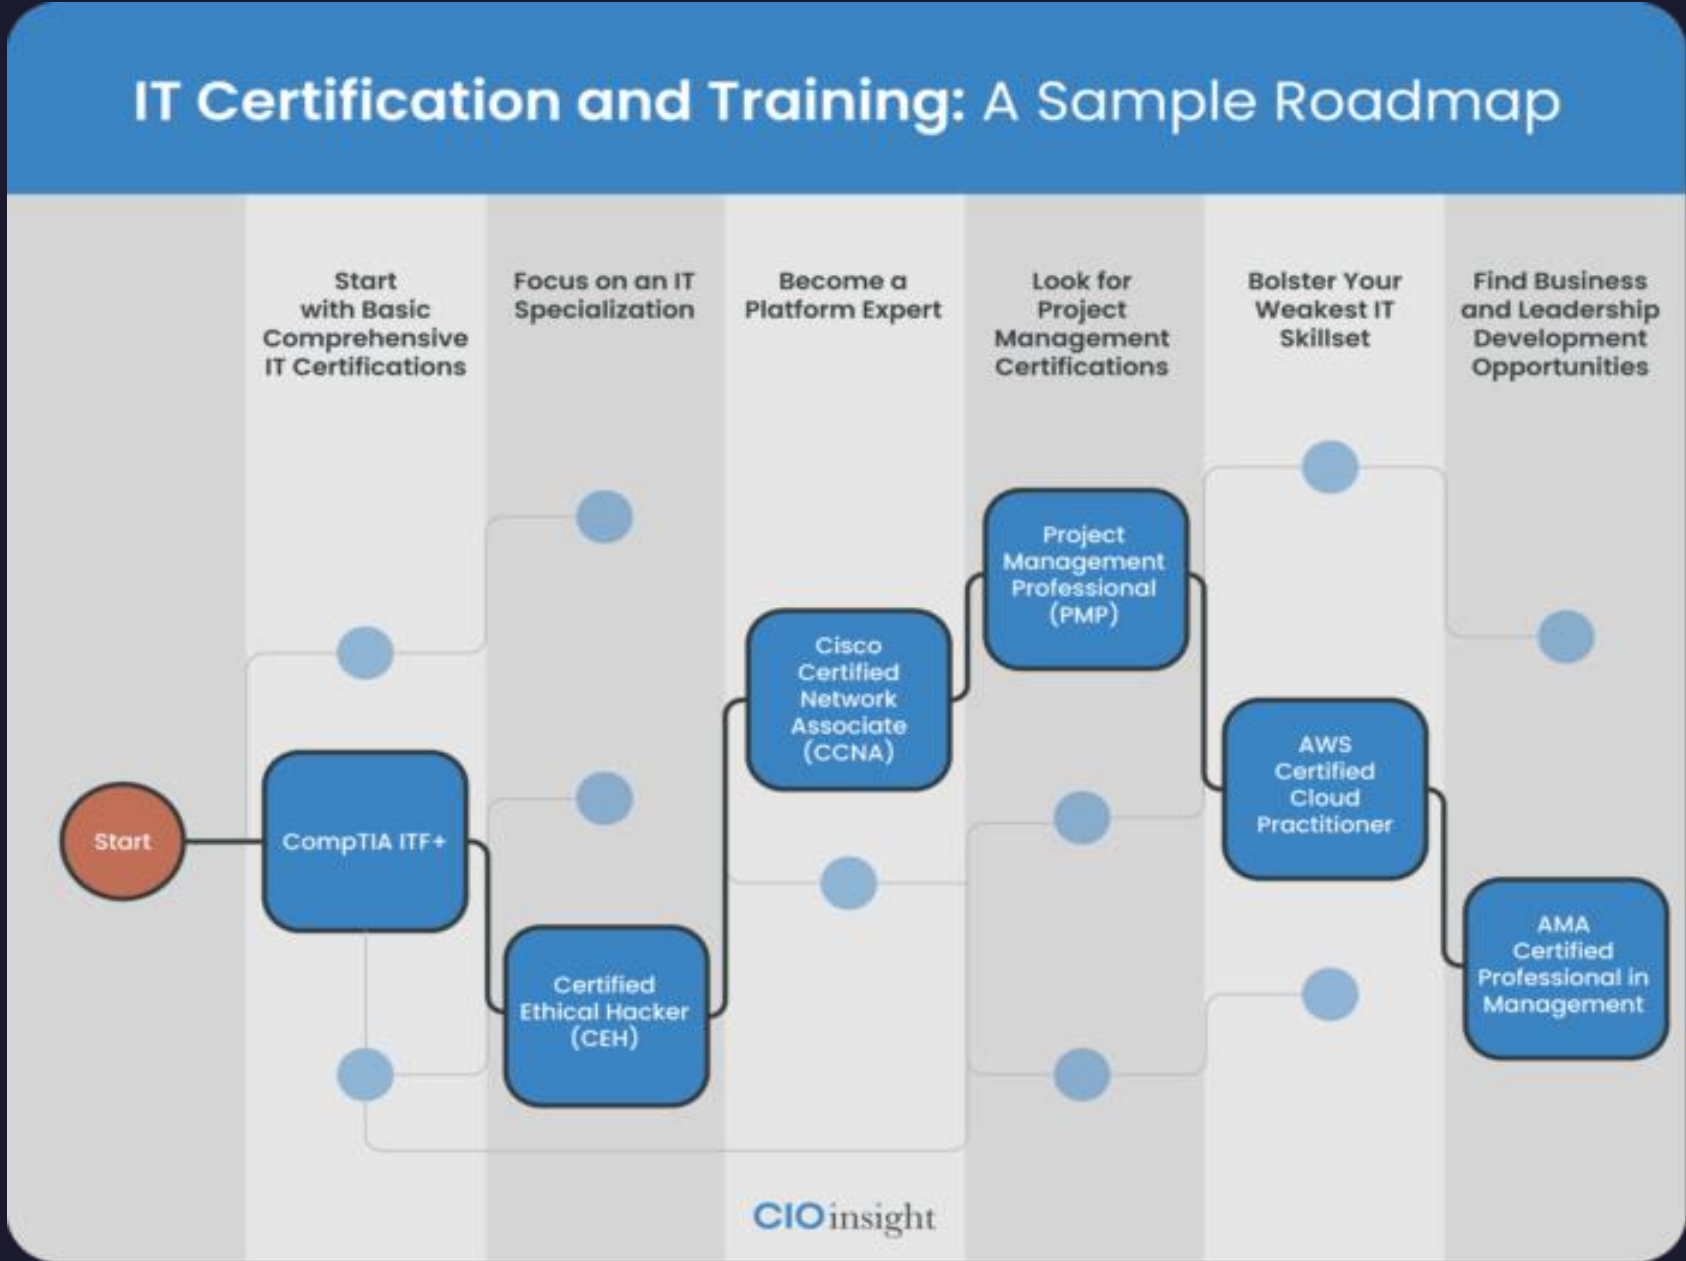 IT Certification and Training: A Sample Roadmap
Start
with Basic
Comprehensive
IT Certifications
Focus on an IT
Specialization
Become a
Platform Expert
Look for
Project
Management
Certifications
Bolster Your
Weakest IT
Skillset
Find Business
and Leadership
Development
Opportunities
Start
CompTIA ITF+
Certified
Ethical Hacker
(CEH)
Cisco
Certified
Network
Associate
(CCNA)
Project
Management
Professional
(PMP)
AWS
Certified
Cloud
Practitioner
AMA
Certified
Professional in
Management
CIOinsight